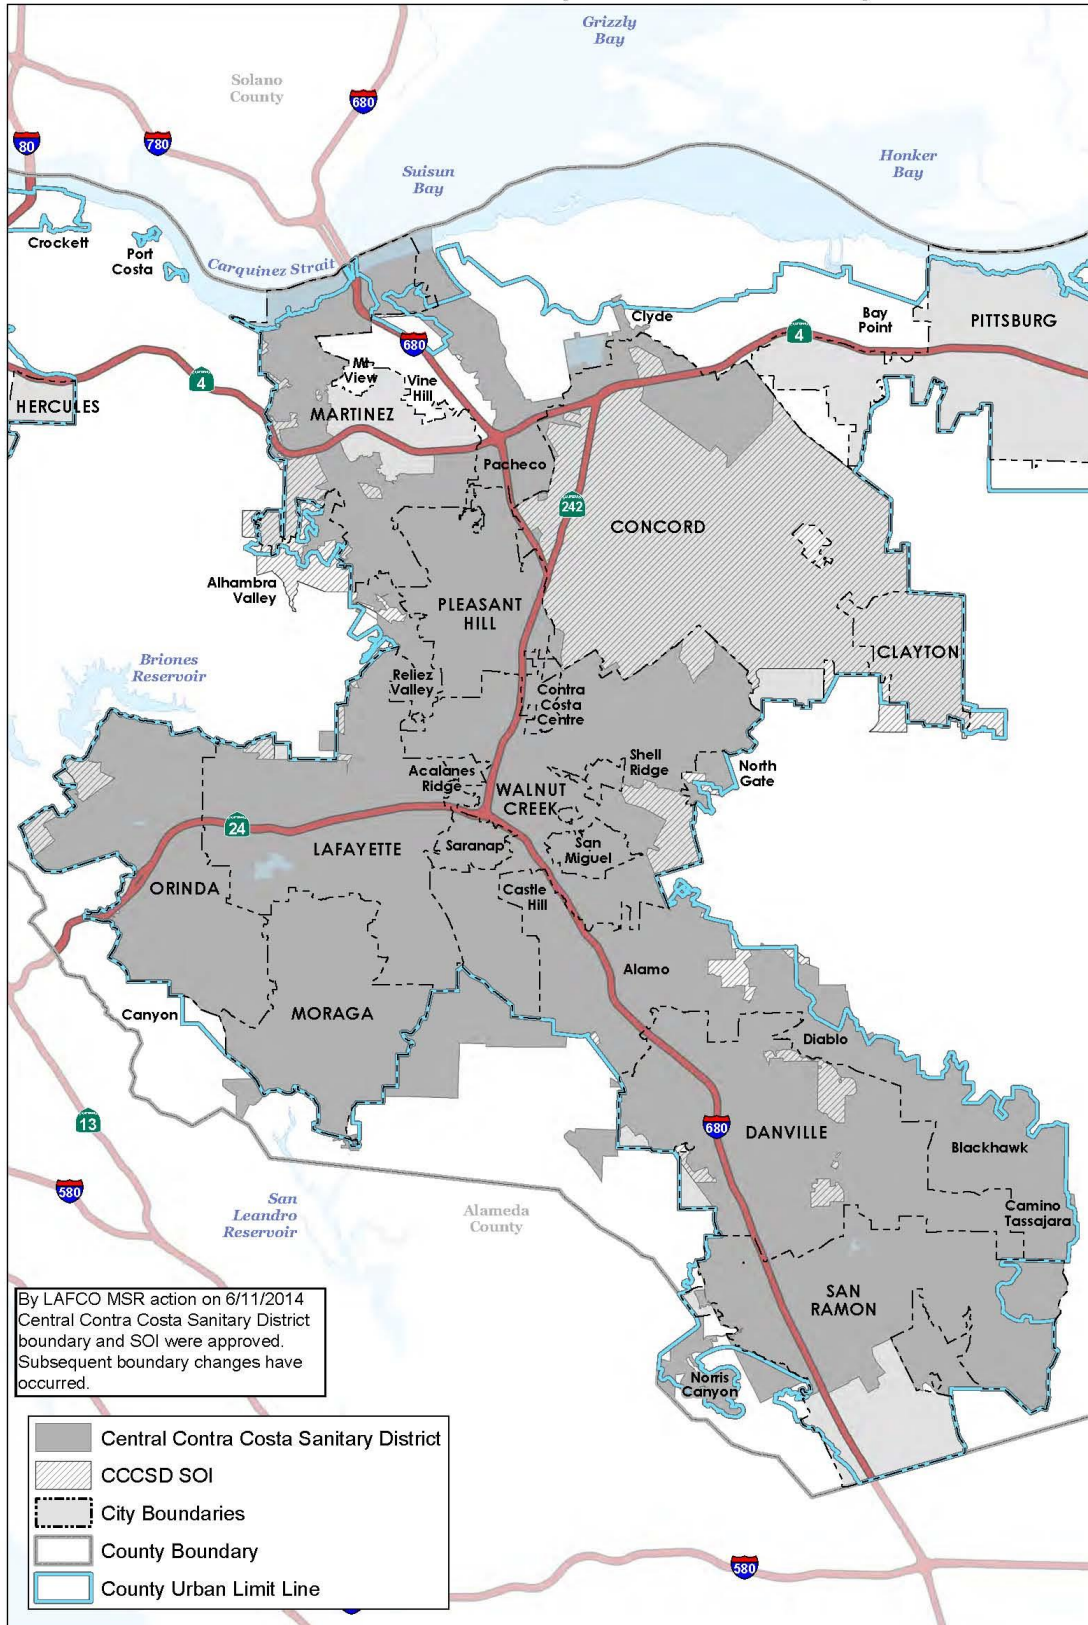 Grizzly
Bay
Solano
County
680
80
780
Suisun
Bay
Honker
Bay
Crockett
Port
Costa
Carquinez Strait
Clyde
Bay
Point
PITTSBURG
680
4
4
Mt
View
Vine
Hill
HERCULES
MARTINEZ
Pacheco
242
CONCORD
Alhambra
Valley
PLEASANT
HILL
CLAYTON
Briones
Reservoir
Reliez
Valley
Contra
Costa
Centre
Acalanes
Ridge
WALNUT
CREEK
Shell
Ridge
North
Gate
24
LAFAYETTE
Saranap
San
Miguel
ORINDA
Castle
Hill
Alamo
Canyon
MORAGA
Diablo
13
680
DANVILLE
Blackhawk
580
San
Leandro
Reservoir
Alameda
County
Camino
Tassajara
SAN
RAMON
By LAFCO MSR action on 6/11/2014
Central Contra Costa Sanitary District
boundary and SOI were approved.
Subsequent boundary changes have
occurred.
Norris
Canyon
Central Contra Costa Sanitary District
CCCSD SOI
City Boundaries
County Boundary
County Urban Limit Line
580